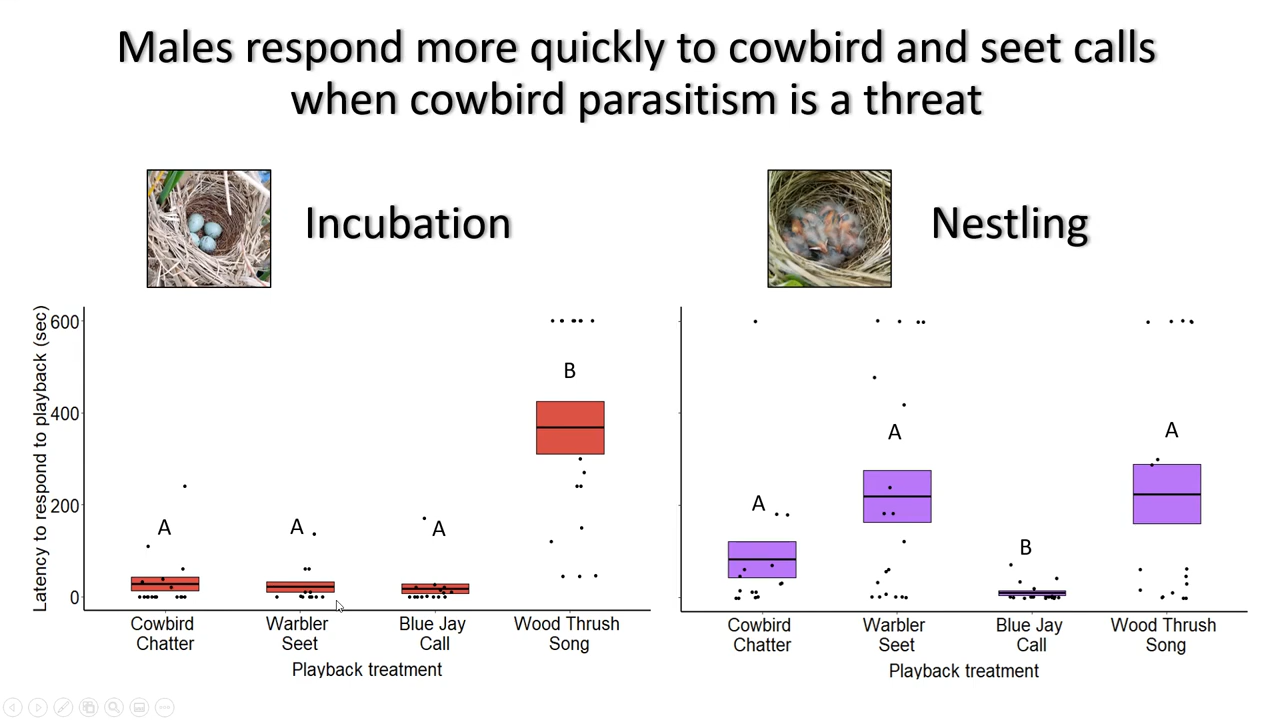 Males respond more quickly to cowbird and seet calls
when cowbird parasitism is a threat
Incubation
Nestling
Latency to respond to playback (sec)
600
400
200
0
A
A
A
B
Cowbird
Chatter
Warbler
Seet
Blue Jay
Call
Wood Thrush
Song
Playback treatment
A
A
B
A
Cowbird
Chatter
Warbler
Seet
Blue Jay
Call
Wood Thrush
Song
Playback treatment